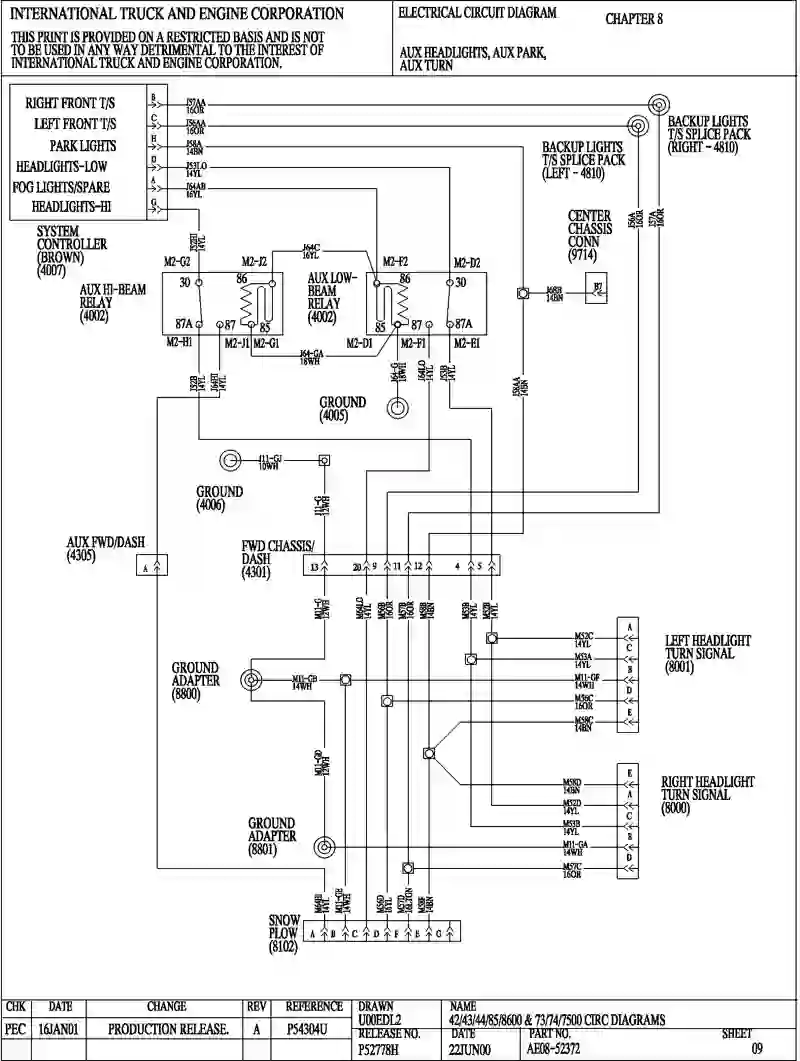 INTERNATIONAL TRUCK AND ENGINE CORPORATION
THIS PRINT IS PROVIDED ON A RESTRICTED BASIS AND IS NOT
TO BE USED IN ANY WAY DETRIMENTAL TO THE INTEREST OF
INTERNATIONAL TRUCK AND ENGINE CORPORATION.
ELECTRICAL CIRCUIT DIAGRAM
CHAPTER 8
AUX HEADLIGHTS, AUX PARK,
AUX TURN
RIGHT FRONT T/S
B
J57AA
16OR
LEFT FRONT T/S
C
J56AA
16OR
PARK LIGHTS
H
J58A
14BN
HEADLIGHTS-LOW
D
J53LO
14YL
FOG LIGHTS/SPARE
A
J64AB
16YL
HEADLIGHTS-HI
G
SYSTEM
CONTROLLER
(BROWN)
(4007)
BACKUP LIGHTS
T/S SPLICE PACK
(RIGHT - 4810)
BACKUP LIGHTS
T/S SPLICE PACK
(LEFT - 4810)
J56A
16OR
J57A
16OR
CENTER
CHASSIS
CONN
(9714)
J52HI
14YL
J64C
16YL
M2-G2
M2-J2
M2-F2
M2-D2
AUX HI-BEAM
RELAY
(4002)
30
86
87A
87
85
AUX LOW-
BEAM
RELAY
(4002)
86
30
85
87
87A
J68H
14BN
M2-H1
M2-J1
M2-G1
M2-D1
M2-F1
M2-E1
J64-GA
18WH
J52B
14YL
J64HI
14YL
J64-G
18WH
J64LO
14YL
J53B
14YL
J58AA
14BN
GROUND
(4005)
J11-GJ
10WH
GROUND
(4006)
J11-G
12WH
AUX FWD/DASH
(4305)
A
FWD CHASSIS/
DASH
(4301)
13
20
9
11
12
4
5
M11-G
12WH
M64LO
14YL
M56B
16OR
M57B
16OR
M58B
14BN
M53B
14YL
M52B
14YL
GROUND
ADAPTER
(8800)
M11-GB
14WH
M52C
14YL
M53A
14YL
M11-GF
14WH
M56C
16OR
M58C
14BN
A
C
B
D
E
LEFT HEADLIGHT
TURN SIGNAL
(8001)
M11-GD
12WH
M58D
14BN
M52D
14YL
M53B
14YL
M11-GA
14WH
M57C
16OR
E
A
C
B
D
RIGHT HEADLIGHT
TURN SIGNAL
(8000)
GROUND
ADAPTER
(8801)
M64HI
14YL
M11-GH
14WH
M56D
16YL
M57D
16LTGN
14BN
SNOW
PLOW
(8102)
A
B
C
D
F
E
G
CHK DATE CHANGE REV REFERENCE
PEC 16JAN01 PRODUCTION RELEASE. A P54304U
DRAWN
U00EDL2
NAME
42/43/44/85/8600 & 73/74/7500 CIRC DIAGRAMS
RELEASE NO.
P52778H
DATE
22JUN00
PART NO.
AE08-52372
SHEET
09